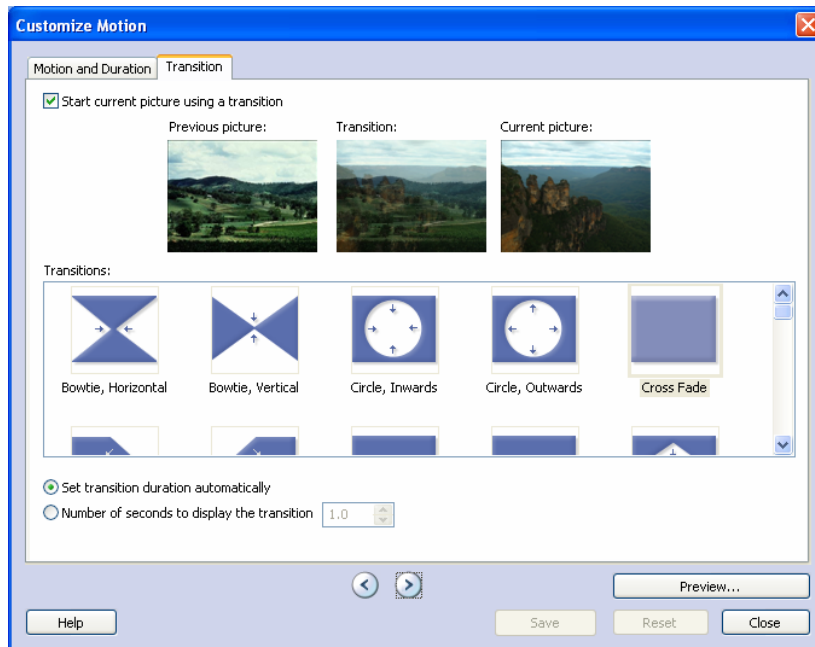 Customize Motion
Motion and Duration Transition
Start current picture using a transition
Previous picture: Transition: Current picture:
Transitions:
Bowtie, Horizontal Bowtie, Vertical Circle, Inwards Circle, Outwards Cross Fade
Set transition duration automatically
Number of seconds to display the transition 1.0
Preview...
Help Save Reset Close